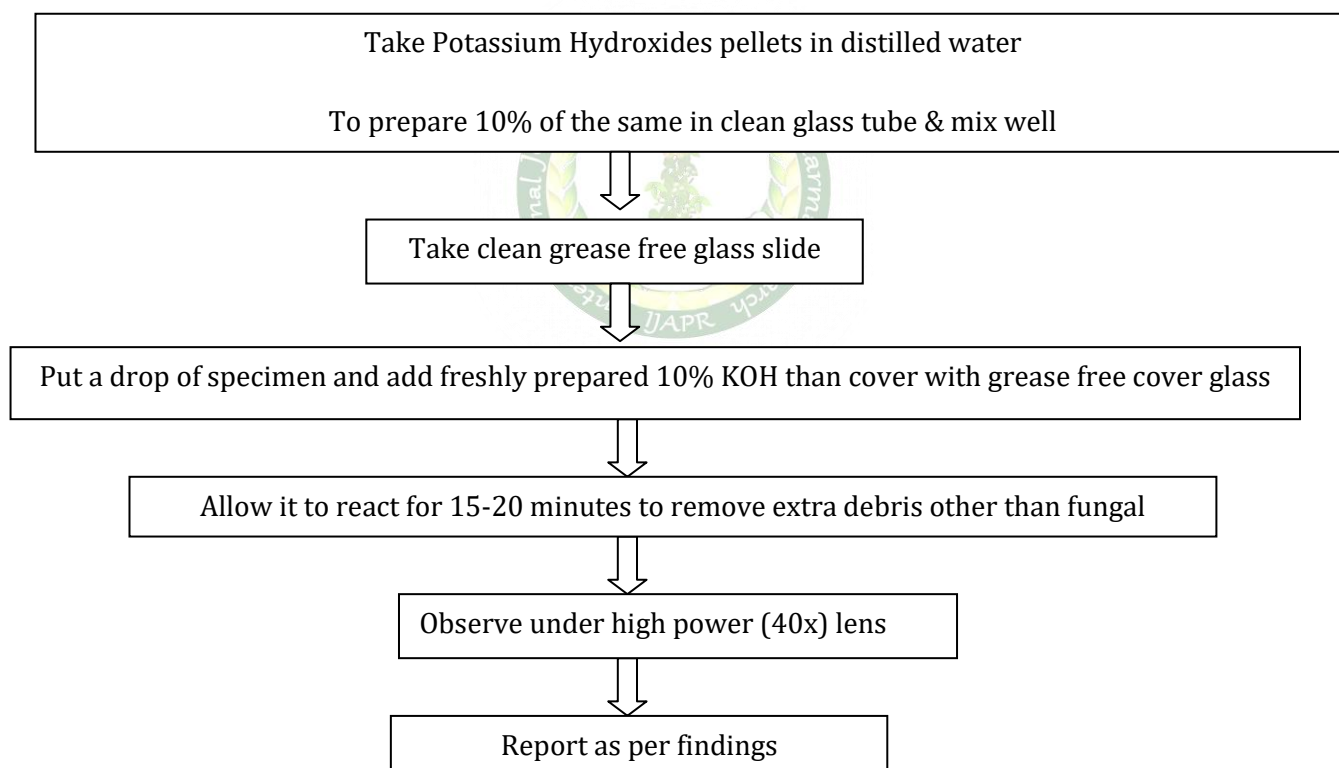 Take Potassium Hydroxides pellets in distilled water
To prepare 10% of the same in clean glass tube & mix well
Take clean grease free glass slide
IJAPR
Put a drop of specimen and add freshly prepared 10% KOH than cover with grease free cover glass
Allow it to react for 15-20 minutes to remove extra debris other than fungal
Observe under high power (40x) lens
Report as per findings